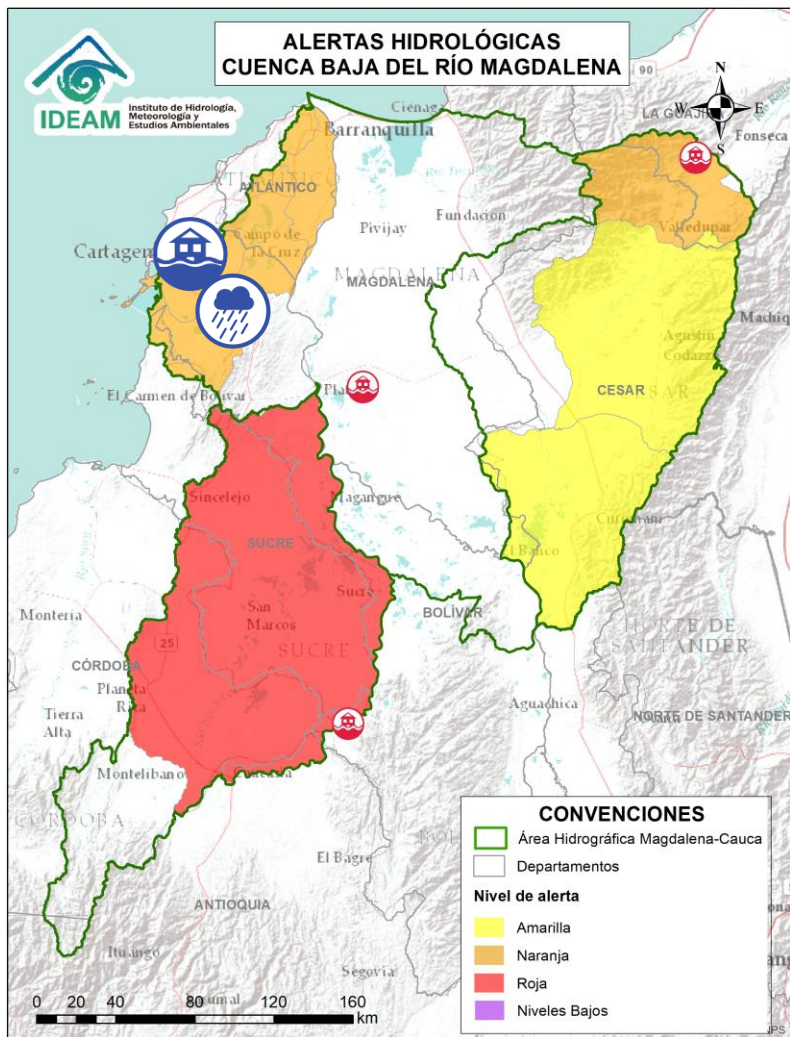 ALERTAS HIDROLÓGICAS
CUENCA BAJA DEL RÍO MAGDALENA
IDEAM
Instituto de Hidrología,
Meteorología y
Estudios Ambientales
N
W
E
S
90
LA GUAJIRA
Fonseca
Ciénaga
Barranquilla
ATLÁNTICO
Fundación
Pivijay
Valledupar
Campo de
la Cruz
MAGDALENA
MAGDALENA
Agustín
Codazzi
CESAR
El Carmen de Bolívar
Sincelejo
Magangué
SUCRE
Sucre
El Banco
BOLÍVAR
San
Marcos
SUCRE
Montería
NORTE DE
SANTANDER
25
CÓRDOBA
Planeta
Rica
Tierra
Alta
Aguachica
NORTE DE SANTANDER
Montelíbano
CÓRDOBA
El Bagre
ANTIOQUIA
Ituango
Segovia
CONVENCIONES
Área Hidrográfica Magdalena-Cauca
Departamentos
Nivel de alerta
Amarilla
Naranja
Roja
Niveles Bajos
0 20 40 80 120 160
km